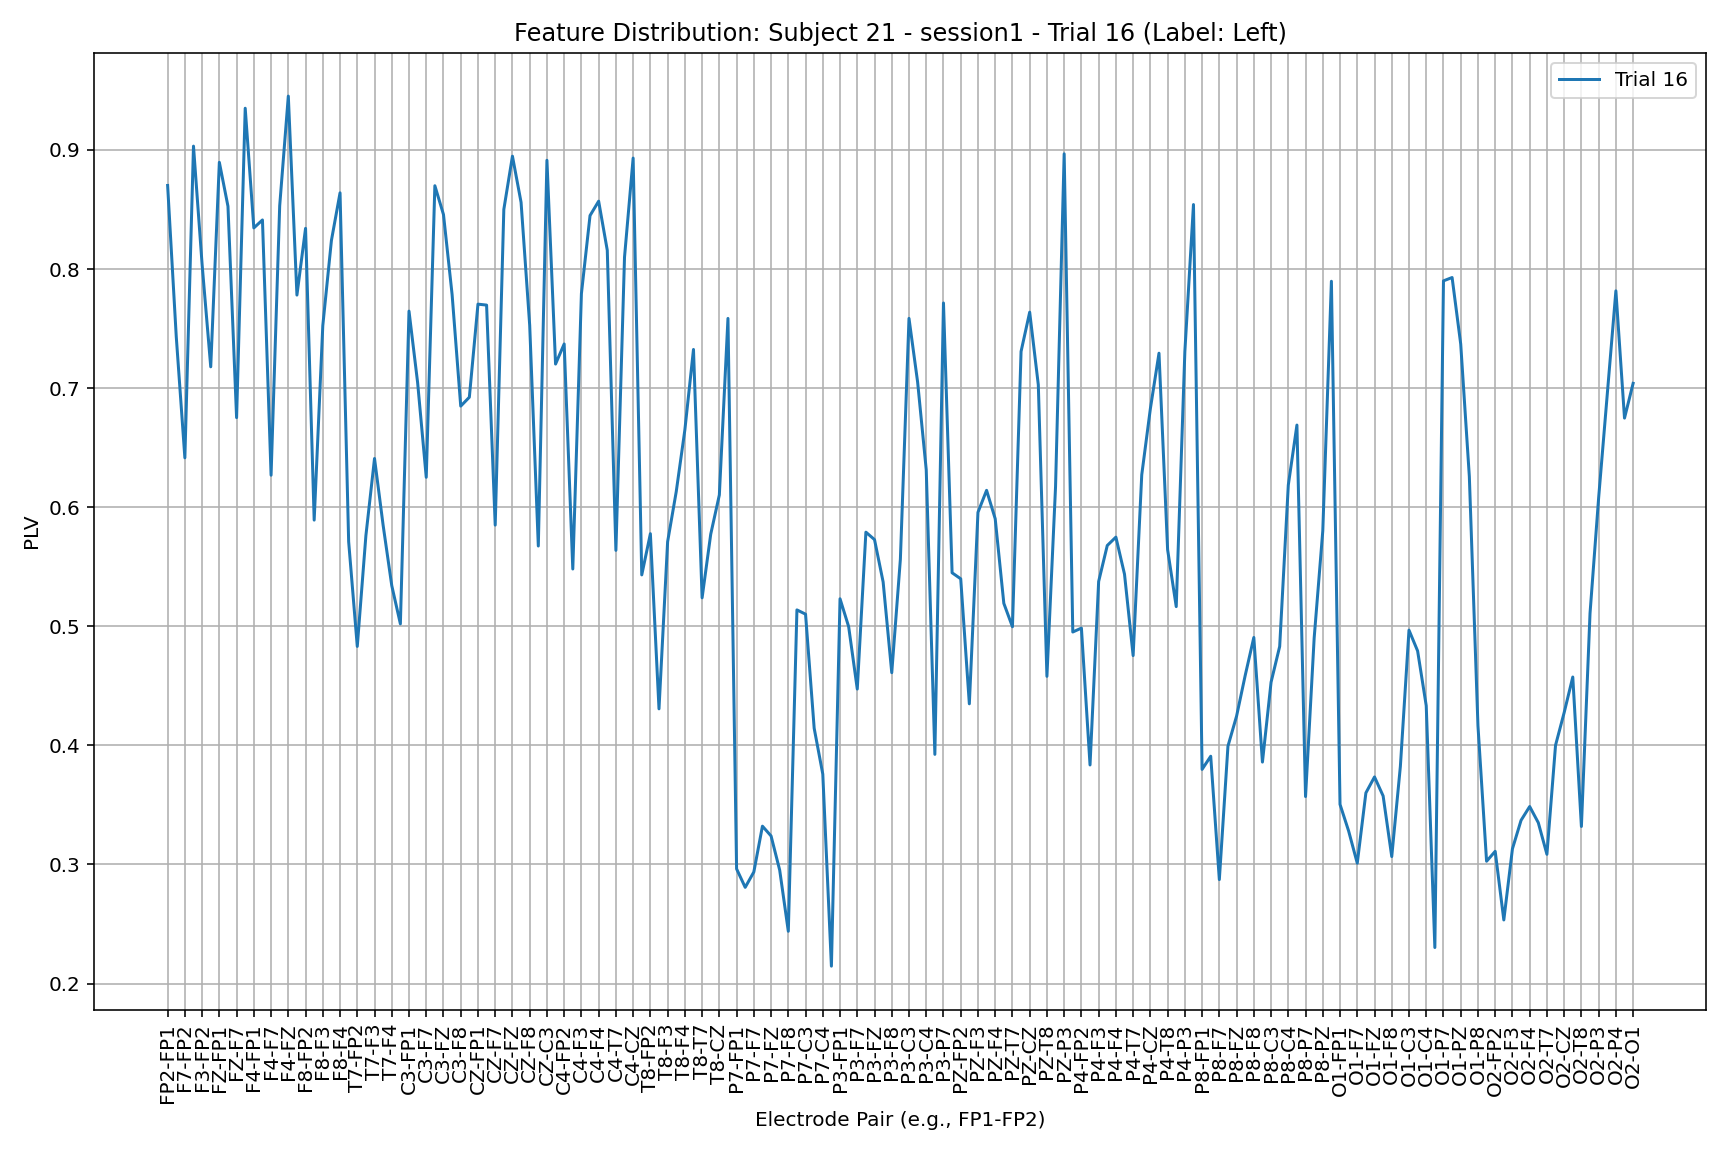 Feature Distribution: Subject 21 - session1 - Trial 16 (Label: Left)
Trial 16
PLV
0.9
0.8
0.7
0.6
0.5
0.4
0.3
0.2
FP2-FP1
F7-FP2
F3-FP2
FZ-FP1
FZ-F7
F4-FP1
F4-F7
F4-FZ
F8-FP2
F8-F3
F8-F4
T7-FP2
T7-F3
T7-F4
C3-FP1
C3-F7
C3-FZ
C3-F8
CZ-FP1
CZ-F7
CZ-FZ
CZ-F8
CZ-C3
C4-FP2
C4-F3
C4-F4
C4-T7
C4-CZ
T8-FP2
T8-F3
T8-F4
T8-T7
T8-CZ
P7-FP1
P7-F7
P7-FZ
P7-F8
P7-C3
P7-C4
P3-FP1
P3-F7
P3-FZ
P3-F8
P3-C3
P3-C4
P3-P7
PZ-FP2
PZ-F3
PZ-F4
PZ-T7
PZ-CZ
PZ-T8
PZ-P3
P4-FP2
P4-F3
P4-F4
P4-T7
P4-CZ
P4-T8
P4-P3
P8-FP1
P8-F7
P8-FZ
P8-F8
P8-C3
P8-C4
P8-P7
P8-PZ
O1-FP1
O1-F7
O1-FZ
O1-F8
O1-C3
O1-C4
O1-P7
O1-PZ
O1-P8
O2-FP2
O2-F3
O2-F4
O2-T7
O2-CZ
O2-T8
O2-P3
O2-P4
O2-O1
Electrode Pair (e.g., FP1-FP2)